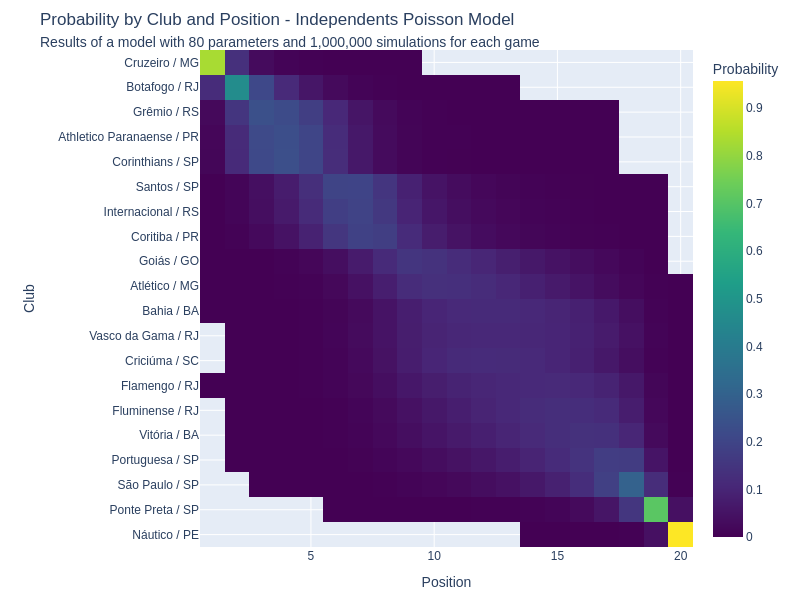 Probability by Club and Position - Independents Poisson Model
Results of a model with 80 parameters and 1,000,000 simulations for each game
Probability
Club
Cruzeiro / MG
Botafogo / RJ
Grêmio / RS
Athletico Paranaense / PR
Corinthians / SP
Santos / SP
Internacional / RS
Coritiba / PR
Goiás / GO
Atlético / MG
Bahia / BA
Vasco da Gama / RJ
Criciúma / SC
Flamengo / RJ
Fluminense / RJ
Vitória / BA
Portuguesa / SP
São Paulo / SP
Ponte Preta / SP
Náutico / PE
0.9
0.8
0.7
0.6
0.5
0.4
0.3
0.2
0.1
0
5
10
15
20
Position